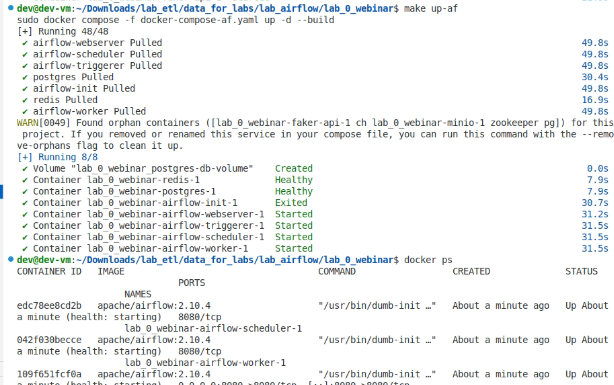 dev@dev-vm:~/Downloads/lab_etl/data_for_labs/lab_airflow/lab_0_webinar$ make up-af
sudo docker compose -f docker-compose-af.yaml up -d --build
[+] Running 48/48
✔ airflow-webserver Pulled 49.8s
✔ airflow-scheduler Pulled 49.8s
✔ airflow-triggerer Pulled 49.8s
✔ postgres Pulled 30.4s
✔ airflow-init Pulled 49.8s
✔ redis Pulled 16.9s
✔ airflow-worker Pulled 49.8s
WARN[0049] Found orphan containers ([lab_0_webinar-faker-api-1 ch lab_0_webinar-minio-1 zookeeper pg]) for this
project. If you removed or renamed this service in your compose file, you can run this command with the --remo
ve-orphans flag to clean it up.
[+] Running 8/8
✔ Volume "lab_0_webinar_postgres-db-volume" Created 0.0s
✔ Container lab_0_webinar-redis-1 Healthy 7.9s
✔ Container lab_0_webinar-postgres-1 Healthy 7.9s
✔ Container lab_0_webinar-airflow-init-1 Exited 30.7s
✔ Container lab_0_webinar-airflow-webserver-1 Started 31.2s
✔ Container lab_0_webinar-airflow-triggerer-1 Started 31.5s
✔ Container lab_0_webinar-airflow-scheduler-1 Started 31.5s
✔ Container lab_0_webinar-airflow-worker-1 Started 31.5s
dev@dev-vm:~/Downloads/lab_etl/data_for_labs/lab_airflow/lab_0_webinar$ docker ps
CONTAINER ID IMAGE COMMAND CREATED STATUS
PORTS
NAMES
edc78ee8cd2b apache/airflow:2.10.4 "/usr/bin/dumb-init …" About a minute ago Up About
a minute (health: starting) 8080/tcp
lab_0_webinar-airflow-scheduler-1
042f030becce apache/airflow:2.10.4 "/usr/bin/dumb-init …" About a minute ago Up About
a minute (health: starting) 8080/tcp
lab_0_webinar-airflow-worker-1
109f651fcf0a apache/airflow:2.10.4 "/usr/bin/dumb-init …" About a minute ago Up About
a minute (health: starting) 0.0.0.0:8080->8080/tcp, [::]:8080->8080/tcp